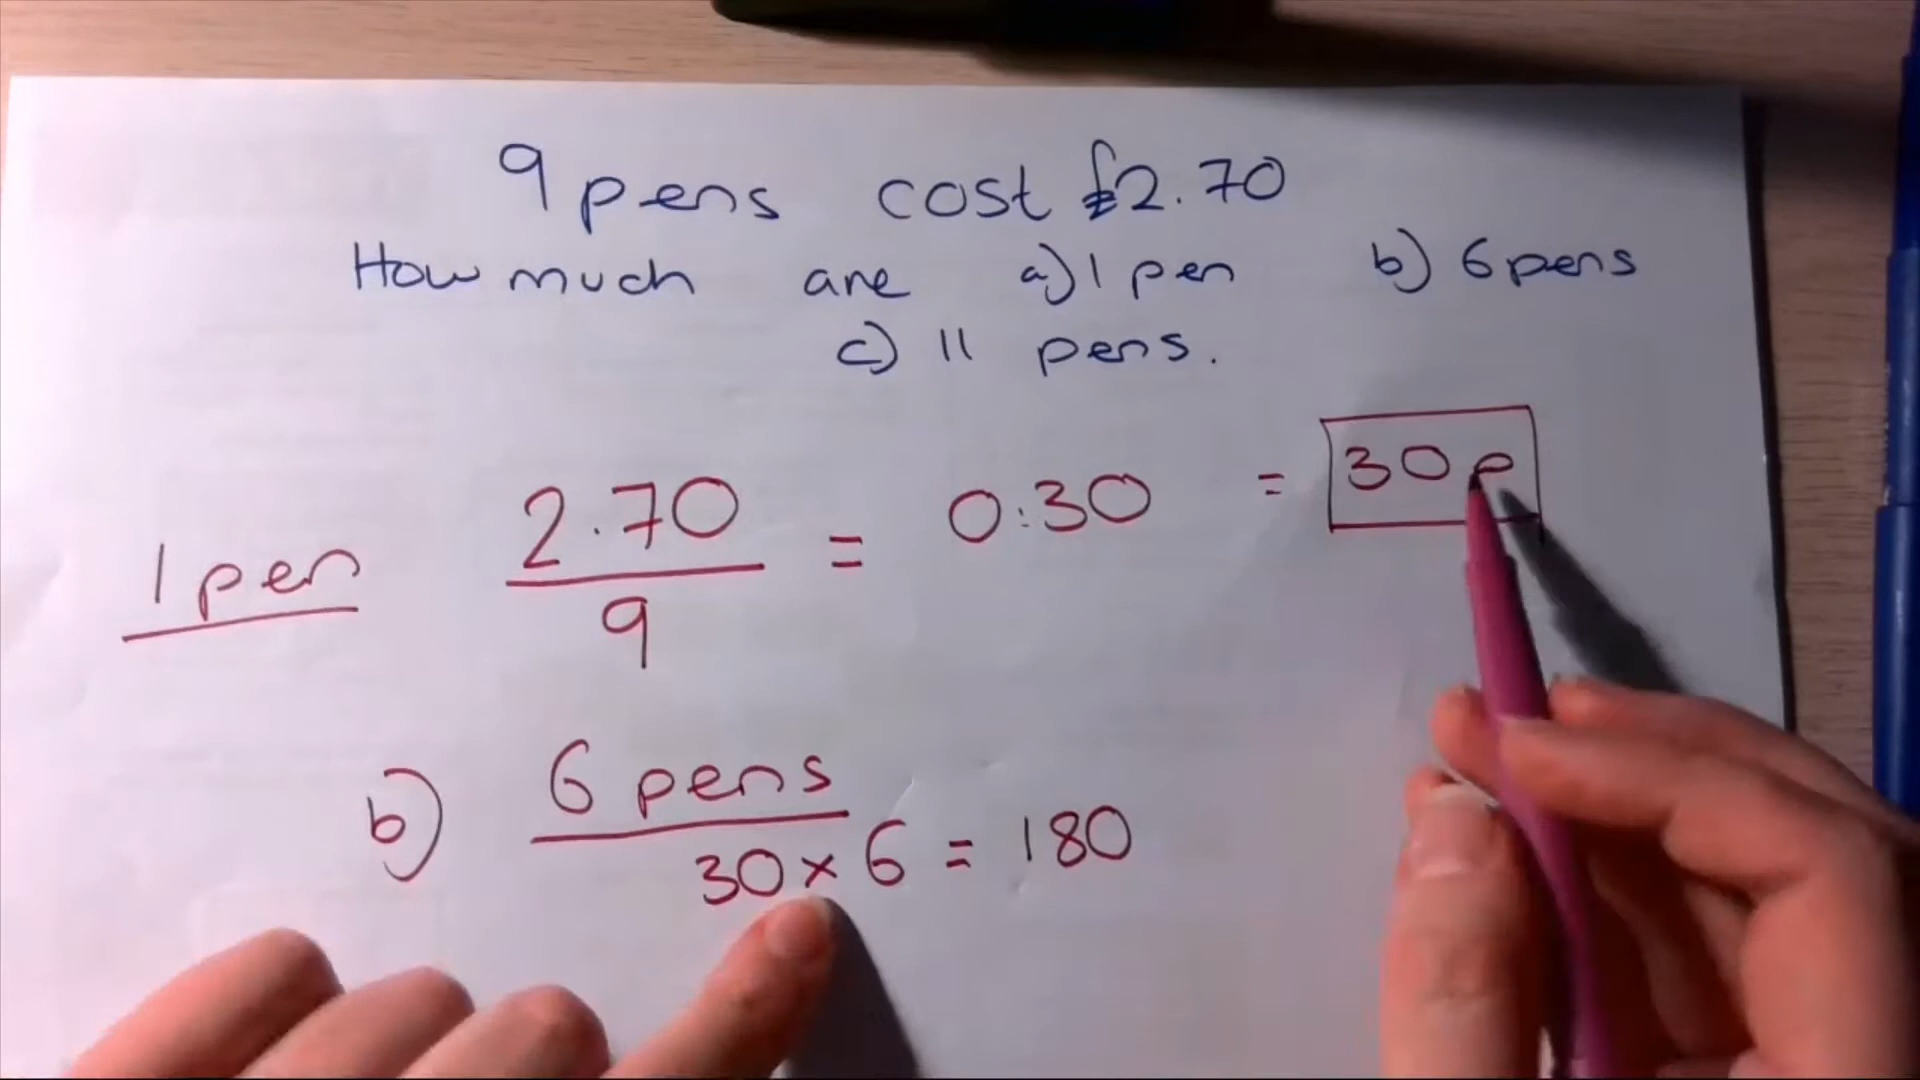 9 pens cost £2.70
How much are a) 1 pen b) 6 pens
c) 11 pens.
1 pen 2.70 = 0.30 = 30p
9
b) 6 pens
30 x 6 = 180